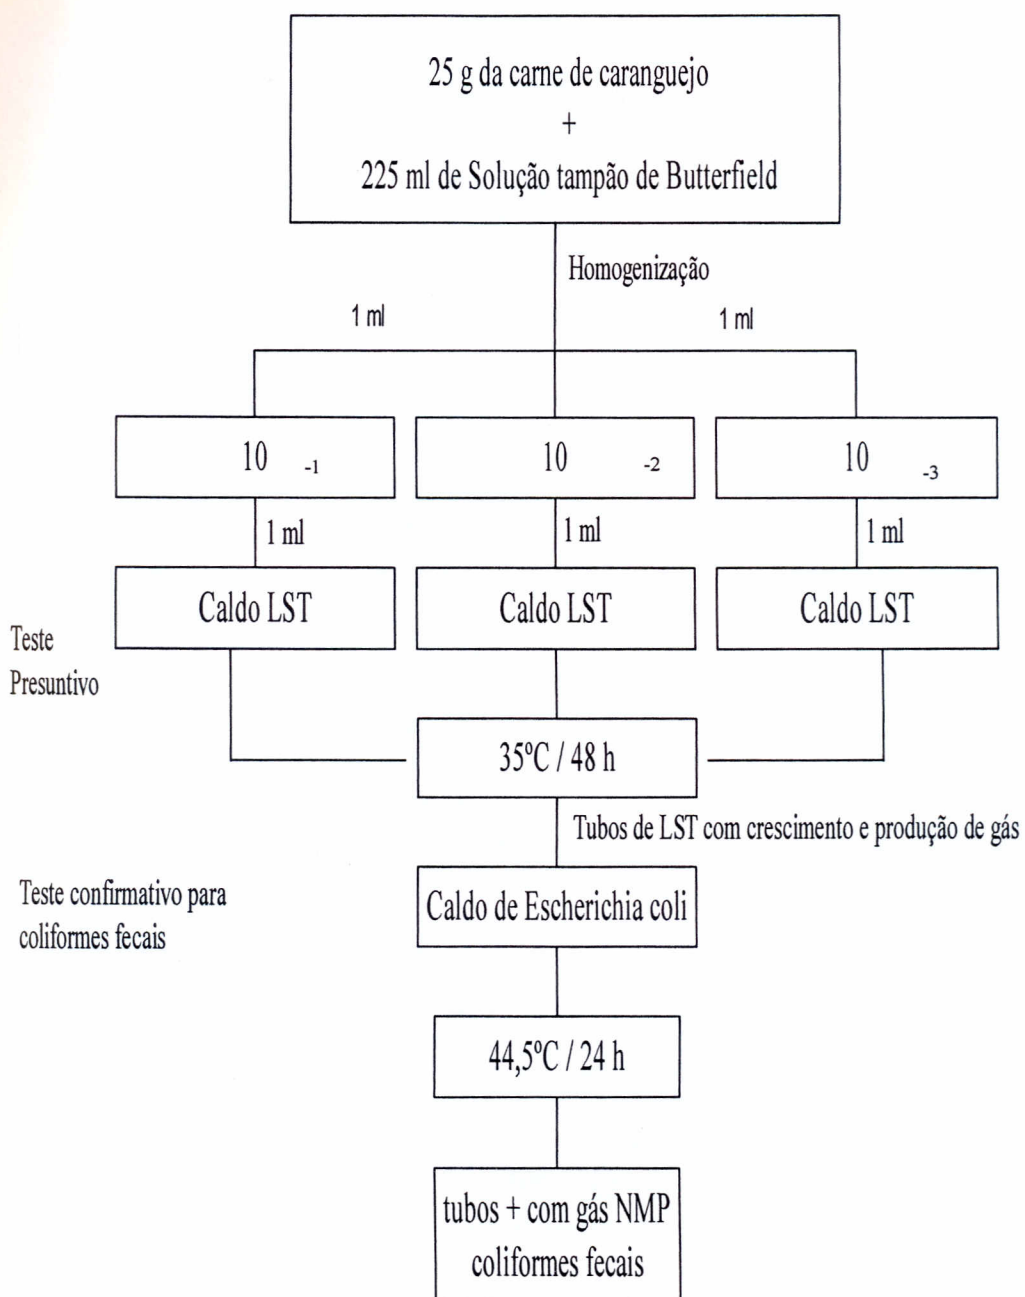 25 g da carne de caranguejo
+
225 ml de Solução tampão de Butterfield
Homogenização
1 ml
1 ml
10 -1
10 -2
10 -3
1 ml
1 ml
1 ml
Caldo LST
Caldo LST
Caldo LST
Teste
Presuntivo
35ºC / 48 h
Tubos de LST com crescimento e produção de gás
Teste confirmativo para
coliformes fecais
Caldo de Escherichia coli
44,5ºC / 24 h
tubos + com gás NMP
coliformes fecais